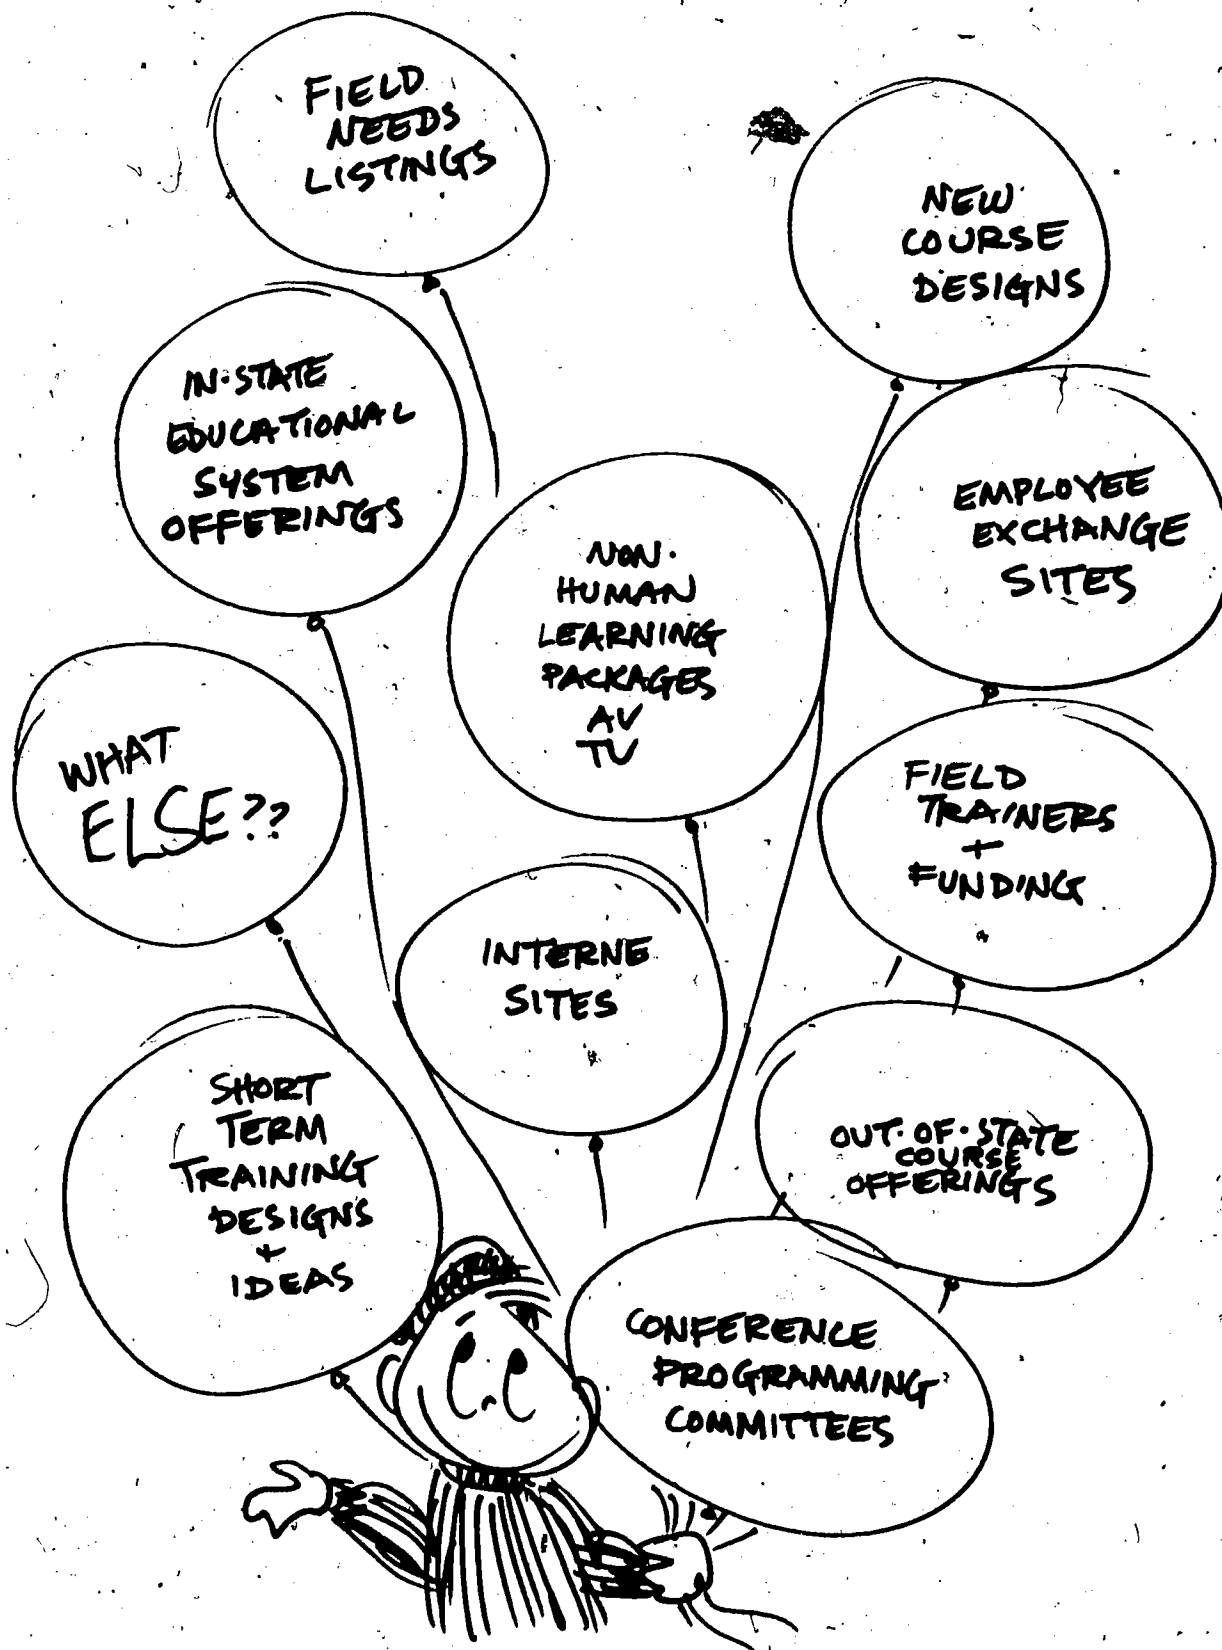 FIELD
NEEDS
LISTINGS
NEW
COURSE
DESIGNS
IN-STATE
EDUCATIONAL
SYSTEM
OFFERINGS
EMPLOYEE
EXCHANGE
SITES
NON-
HUMAN
LEARNING
PACKAGES
AV
TV
WHAT
ELSE??
FIELD
TRAINERS
+
FUNDING
INTERNE
SITES
SHORT
TERM
TRAINING
DESIGNS
+
IDEAS
OUT-OF-STATE
COURSE
OFFERINGS
CONFERENCE
PROGRAMMING
COMMITTEES